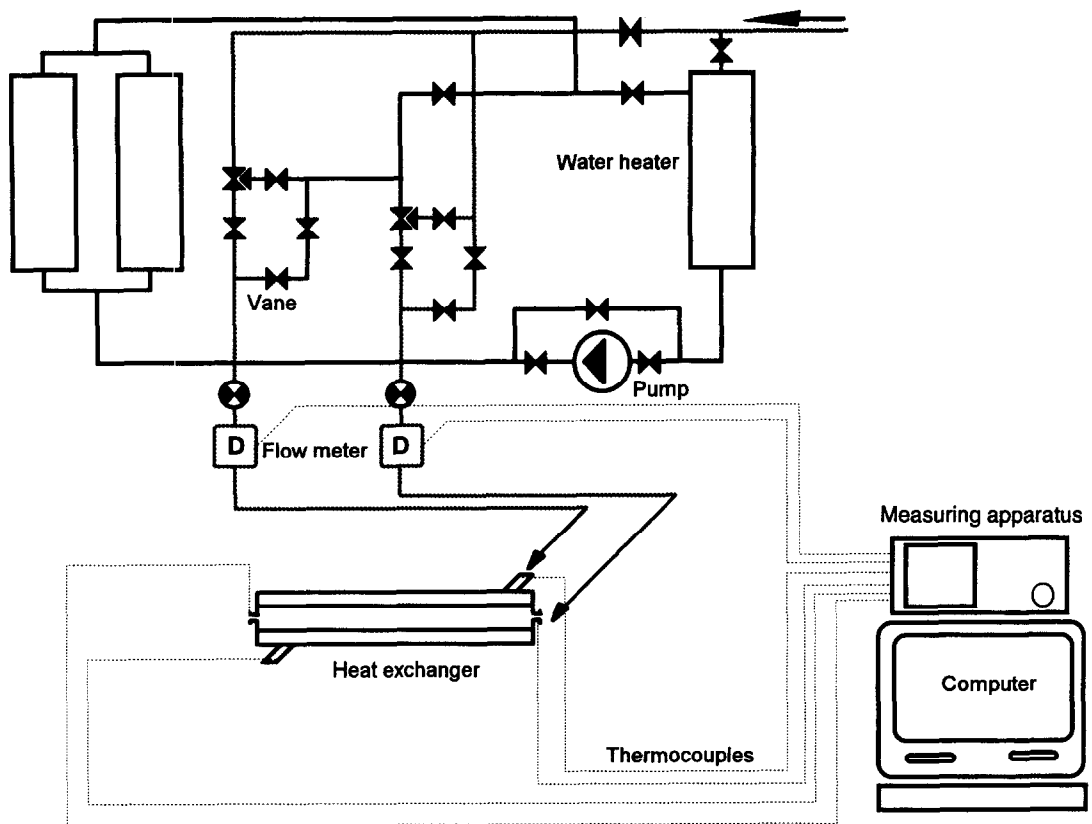 Water heater
Vane
Pump
D
Flow meter
D
Measuring apparatus
Heat exchanger
Computer
Thermocouples